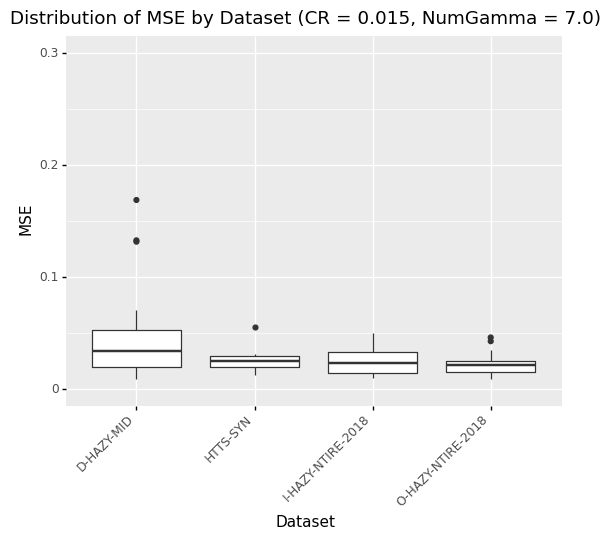 Distribution of MSE by Dataset (CR = 0.015, NumGamma = 7.0)
0.3
0.2
MSE
0.1
0
D-HAZY-MID
HTTS-SYN
I-HAZY-NTIRE-2018
O-HAZY-NTIRE-2018
Dataset